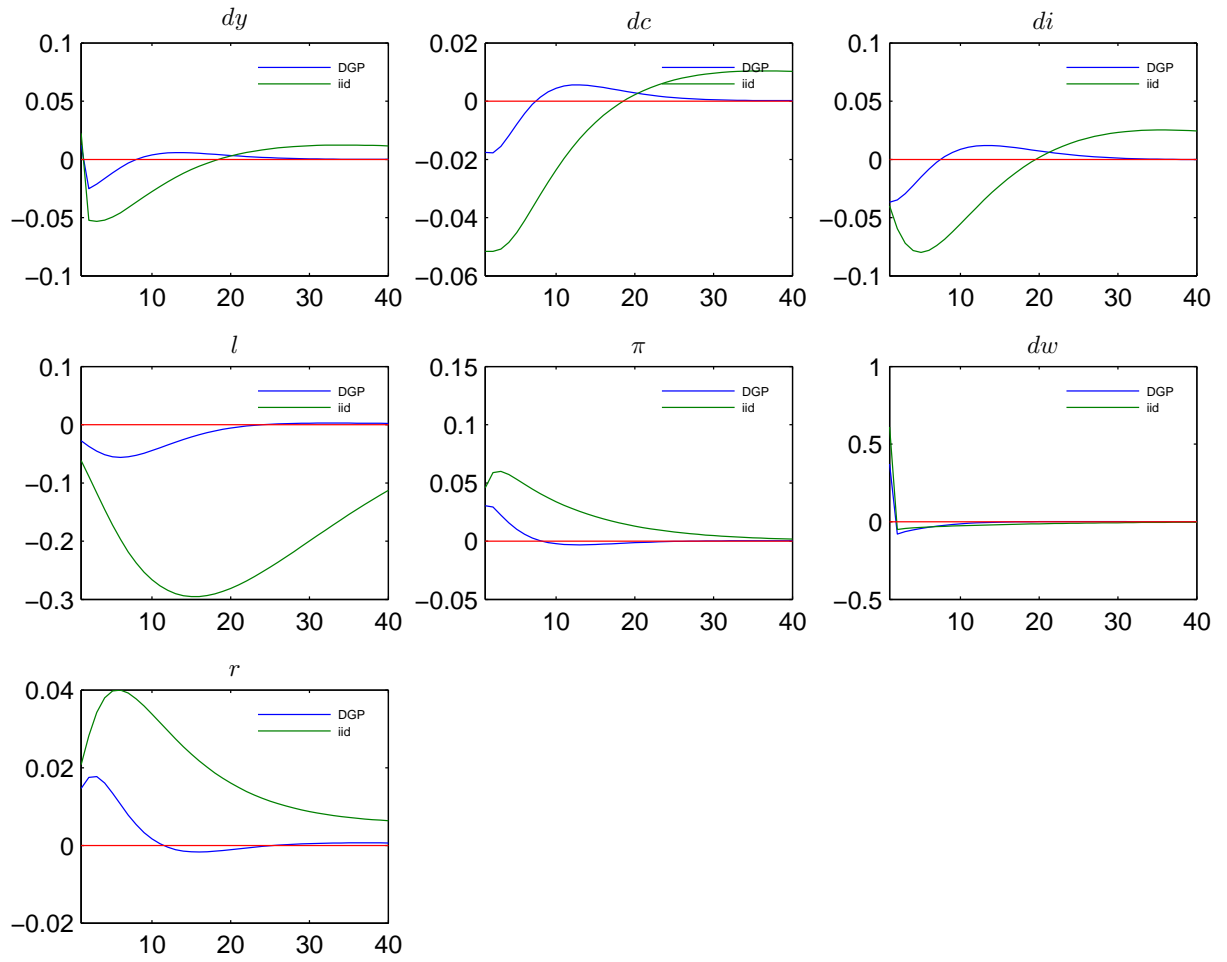 dy dc di
0.1 0.02 0.1
DGP DGP DGP
iid iid iid
0.05 0 0.05
0 −0.02 0
−0.05 −0.04 −0.05
−0.1 −0.06 −0.1
10 20 30 40 10 20 30 40 10 20 30 40
l π dw
0.1 0.15 1
DGP DGP DGP
iid iid iid
0 0.1 0.5
−0.1 0.05 0
−0.2 0
−0.3 −0.05 −0.5
10 20 30 40 10 20 30 40 10 20 30 40
r
0.04
DGP
iid
0.02
0
−0.02
10 20 30 40